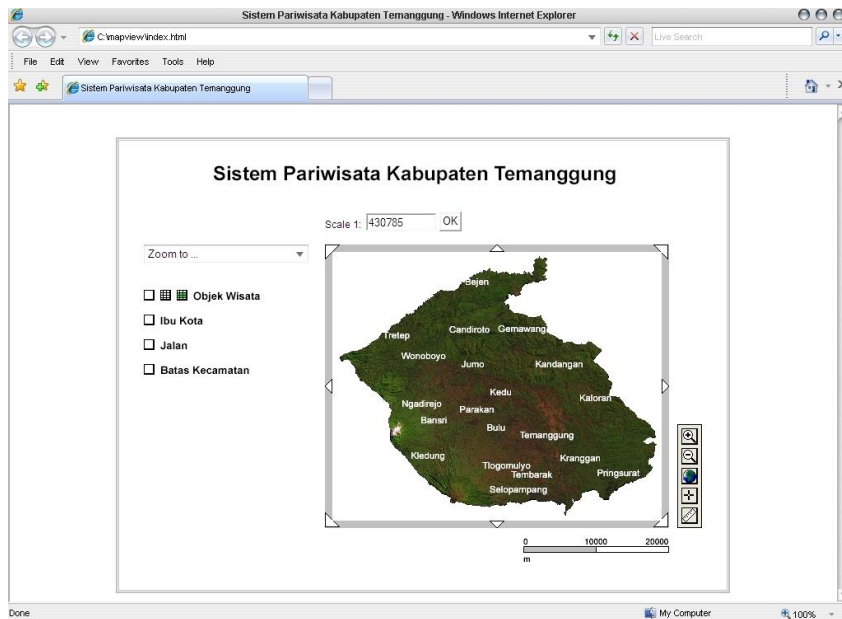 Sistem Pariwisata Kabupaten Temanggung - Windows Internet Explorer
C:\mapview\index.html
Live Search
File Edit View Favorites Tools Help
Sistem Pariwisata Kabupaten Temanggung
Sistem Pariwisata Kabupaten Temanggung
Scale 1: 430785 OK
Zoom to ...
Objek Wisata
Ibu Kota
Jalan
Batas Kecamatan
Bejen
Tretep
Candiroto
Gemawang
Wonoboyo
Jumo
Kandangan
Kedu
Kaloran
Ngadirejo
Parakan
Bansri
Bulu
Temanggung
Kledung
Kranggan
Tlogomulyo
Tembarak
Pringsurat
Selopampang
0 10000 20000
m
Done
My Computer
100%